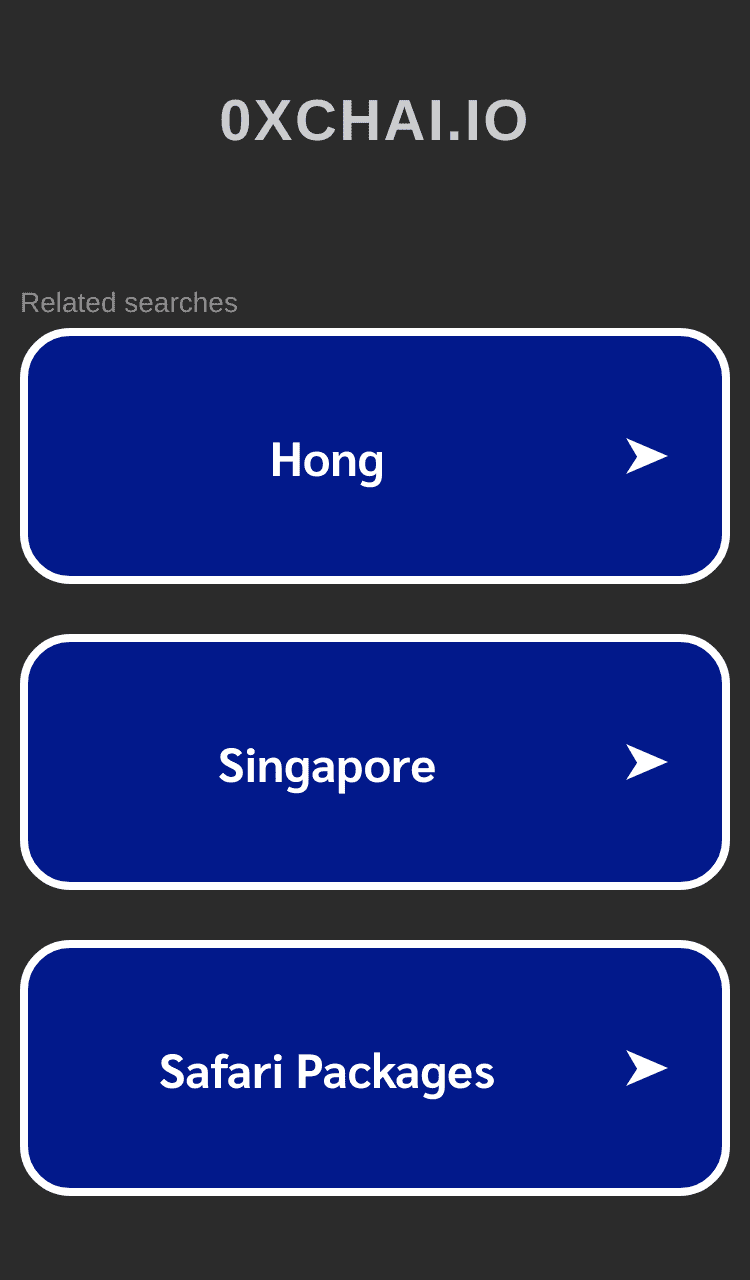 0XCHAI.IO
Related searches
Hong
Singapore
Safari Packages